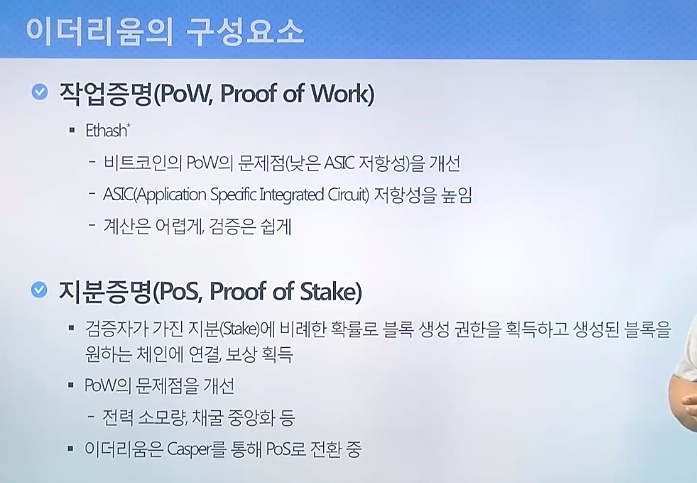 이더리움의 구성요소
작업증명(PoW, Proof of Work)
▪ Ethash*
- 비트코인의 PoW의 문제점(낮은 ASIC 저항성)을 개선
- ASIC(Application Specific Integrated Circuit) 저항성을 높임
- 계산은 어렵게, 검증은 쉽게
지분증명(PoS, Proof of Stake)
▪ 검증자가 가진 지분(Stake)에 비례한 확률로 블록 생성 권한을 획득하고 생성된 블록을
원하는 체인에 연결, 보상 획득
▪ PoW의 문제점을 개선
- 전력 소모량, 채굴 중앙화 등
▪ 이더리움은 Casper를 통해 PoS로 전환 중